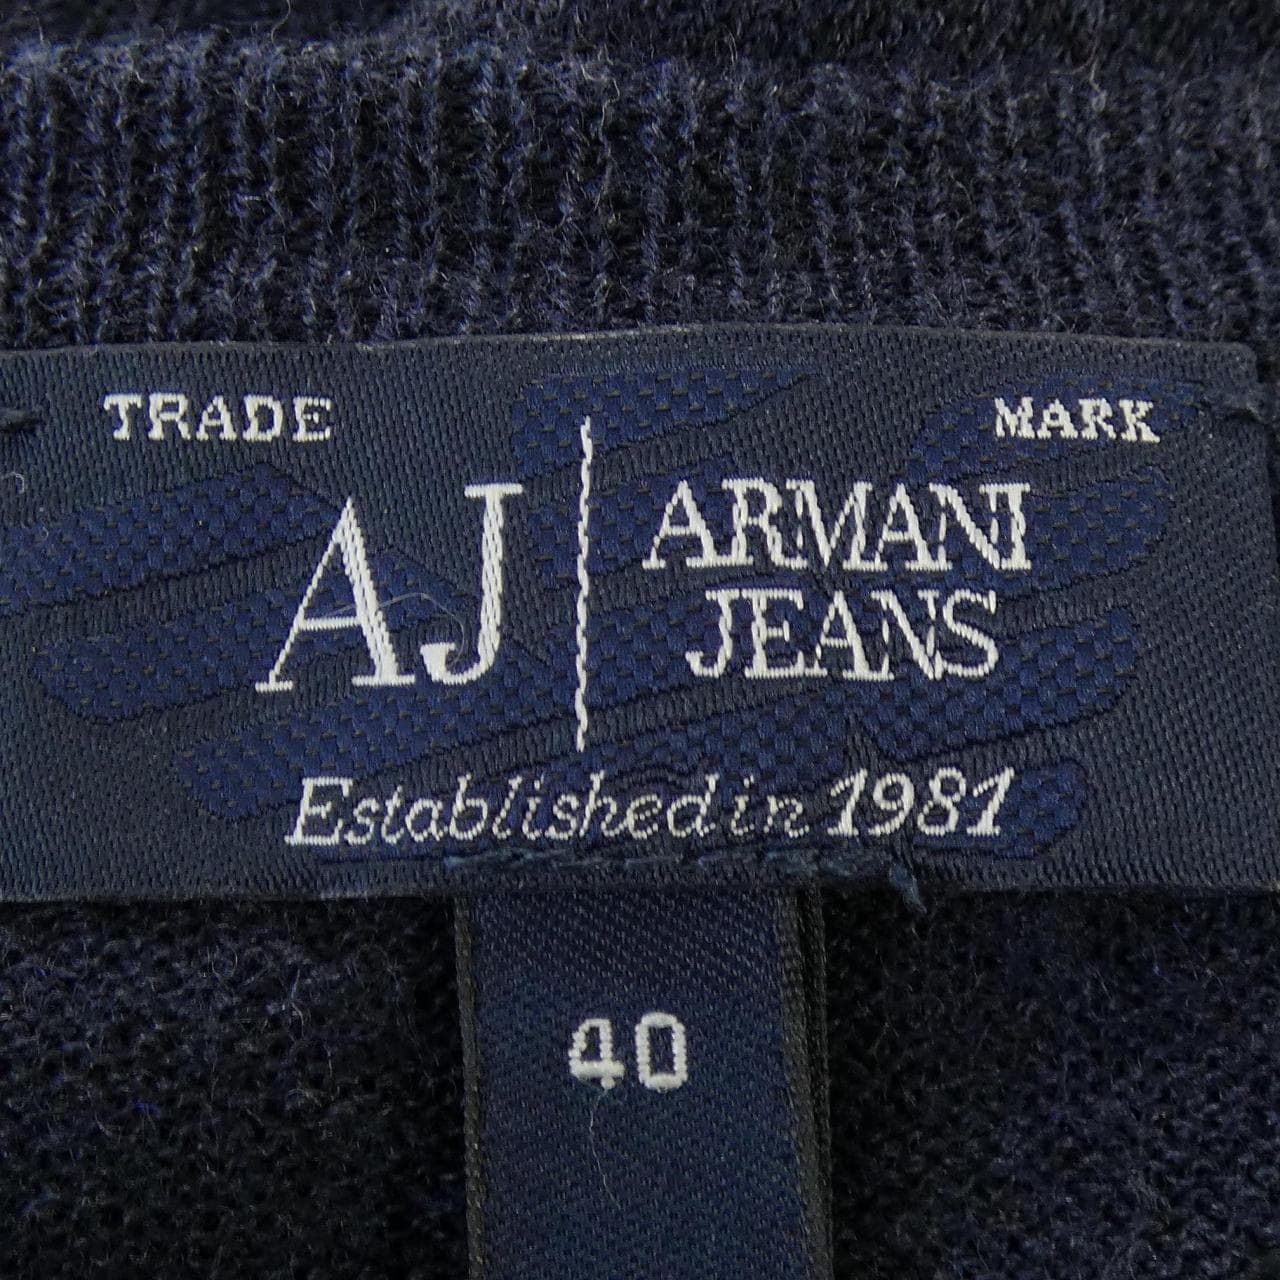 TRADE MARK
AJ
ARMANI
JEANS
Established in 1981
40